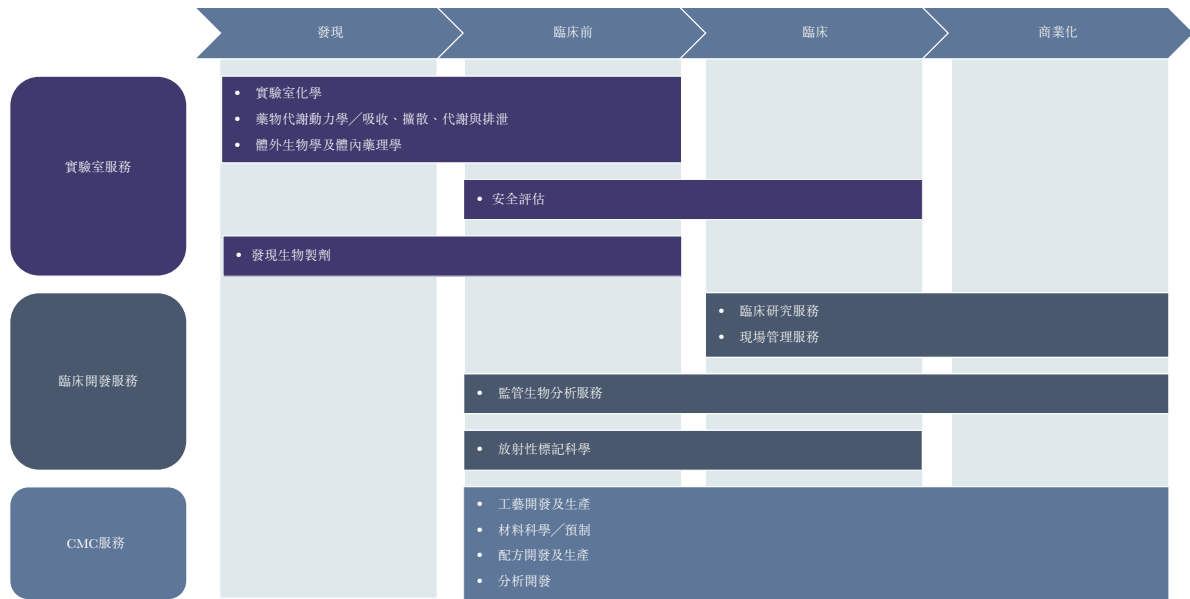 發現
臨床前
臨床
商業化
實驗室服務
• 實驗室化學
• 藥物代謝動力學╱吸收、擴散、代謝與排泄
• 體外生物學及體內藥理學
• 安全評估
• 發現生物製劑
臨床開發服務
• 臨床研究服務
• 現場管理服務
• 監管生物分析服務
• 放射性標記科學
CMC服務
• 工藝開發及生產
• 材料科學╱預制
• 配方開發及生產
• 分析開發